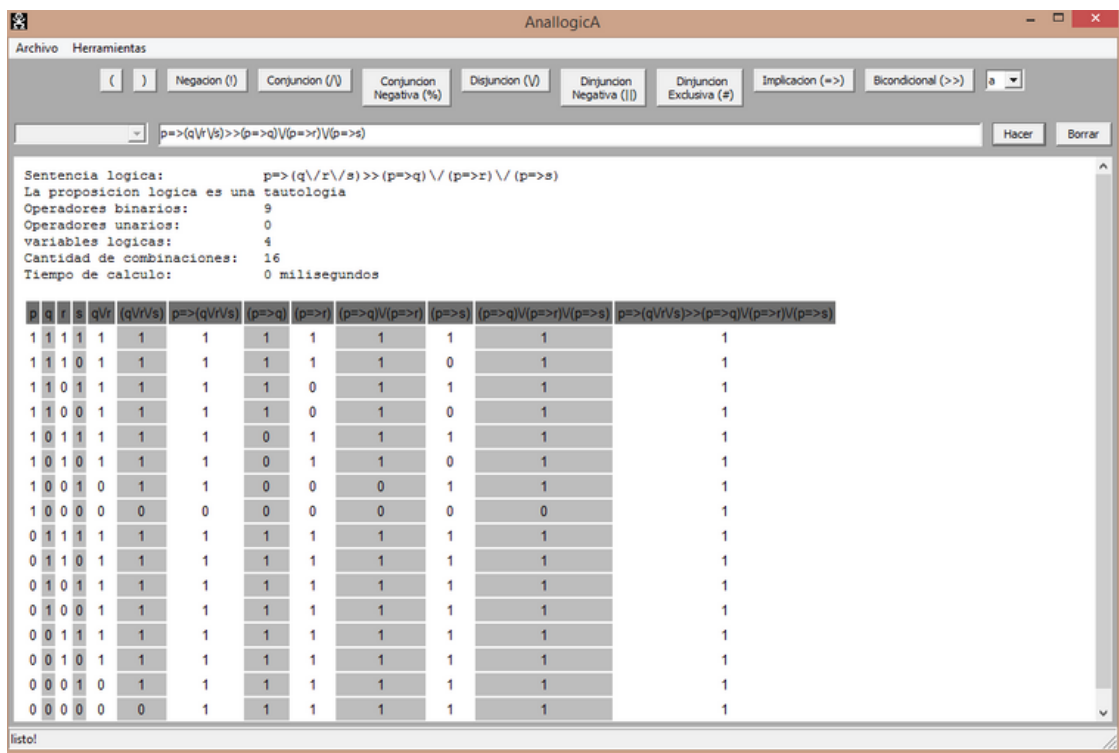 AnallogicA
Archivo Herramientas
( ) Negacion (!) Conjuncion (/\) Conjuncion Negativa (%) Disjuncion (\/) Dinjuncion Negativa (||) Dinjuncion Exclusiva (#) Implicacion (=>) Bicondicional (>>) a
p=>(q\/r\/s)>>(p=>q)\/(p=>r)\/(p=>s) Hacer Borrar
Sentencia logica: p=>(q\/r\/s)>>(p=>q)\/(p=>r)\/(p=>s)
La proposicion logica es una tautologia
Operadores binarios: 9
Operadores unarios: 0
variables logicas: 4
Cantidad de combinaciones: 16
Tiempo de calculo: 0 milisegundos
p q r s q\/r (q\/r\/s) p=>(q\/r\/s) (p=>q) (p=>r) (p=>q)\/(p=>r) (p=>s) (p=>q)\/(p=>r)\/(p=>s) p=>(q\/r\/s)>>(p=>q)\/(p=>r)\/(p=>s)
1 1 1 1 1 1 1 1 1 1 1 1 1
1 1 1 0 1 1 1 1 1 1 0 1 1
1 1 0 1 1 1 1 1 0 1 1 1 1
1 1 0 0 1 1 1 1 0 1 0 1 1
1 0 1 1 1 1 1 0 1 1 1 1 1
1 0 1 0 1 1 1 0 1 1 0 1 1
1 0 0 1 0 1 1 0 0 0 1 1 1
1 0 0 0 0 0 0 0 0 0 0 0 1
0 1 1 1 1 1 1 1 1 1 1 1 1
0 1 1 0 1 1 1 1 1 1 1 1 1
0 1 0 1 1 1 1 1 1 1 1 1 1
0 1 0 0 1 1 1 1 1 1 1 1 1
0 0 1 1 1 1 1 1 1 1 1 1 1
0 0 1 0 1 1 1 1 1 1 1 1 1
0 0 0 1 0 1 1 1 1 1 1 1 1
0 0 0 0 0 0 1 1 1 1 1 1 1
listo!